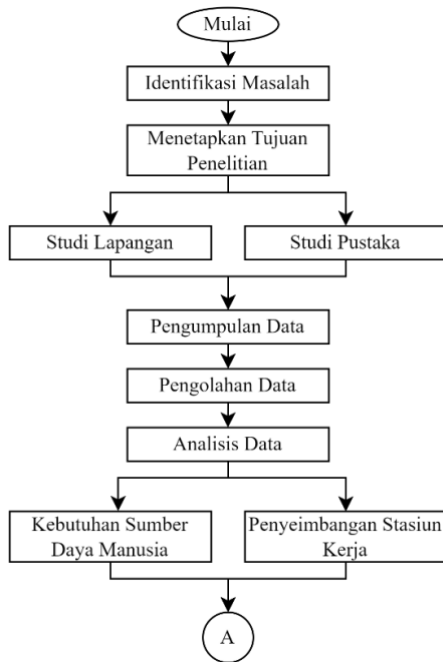 Mulai
Identifikasi Masalah
Menetapkan Tujuan
Penelitian
Studi Lapangan
Studi Pustaka
Pengumpulan Data
Pengolahan Data
Analisis Data
Kebutuhan Sumber
Daya Manusia
Penyeimbangan Stasiun
Kerja
A